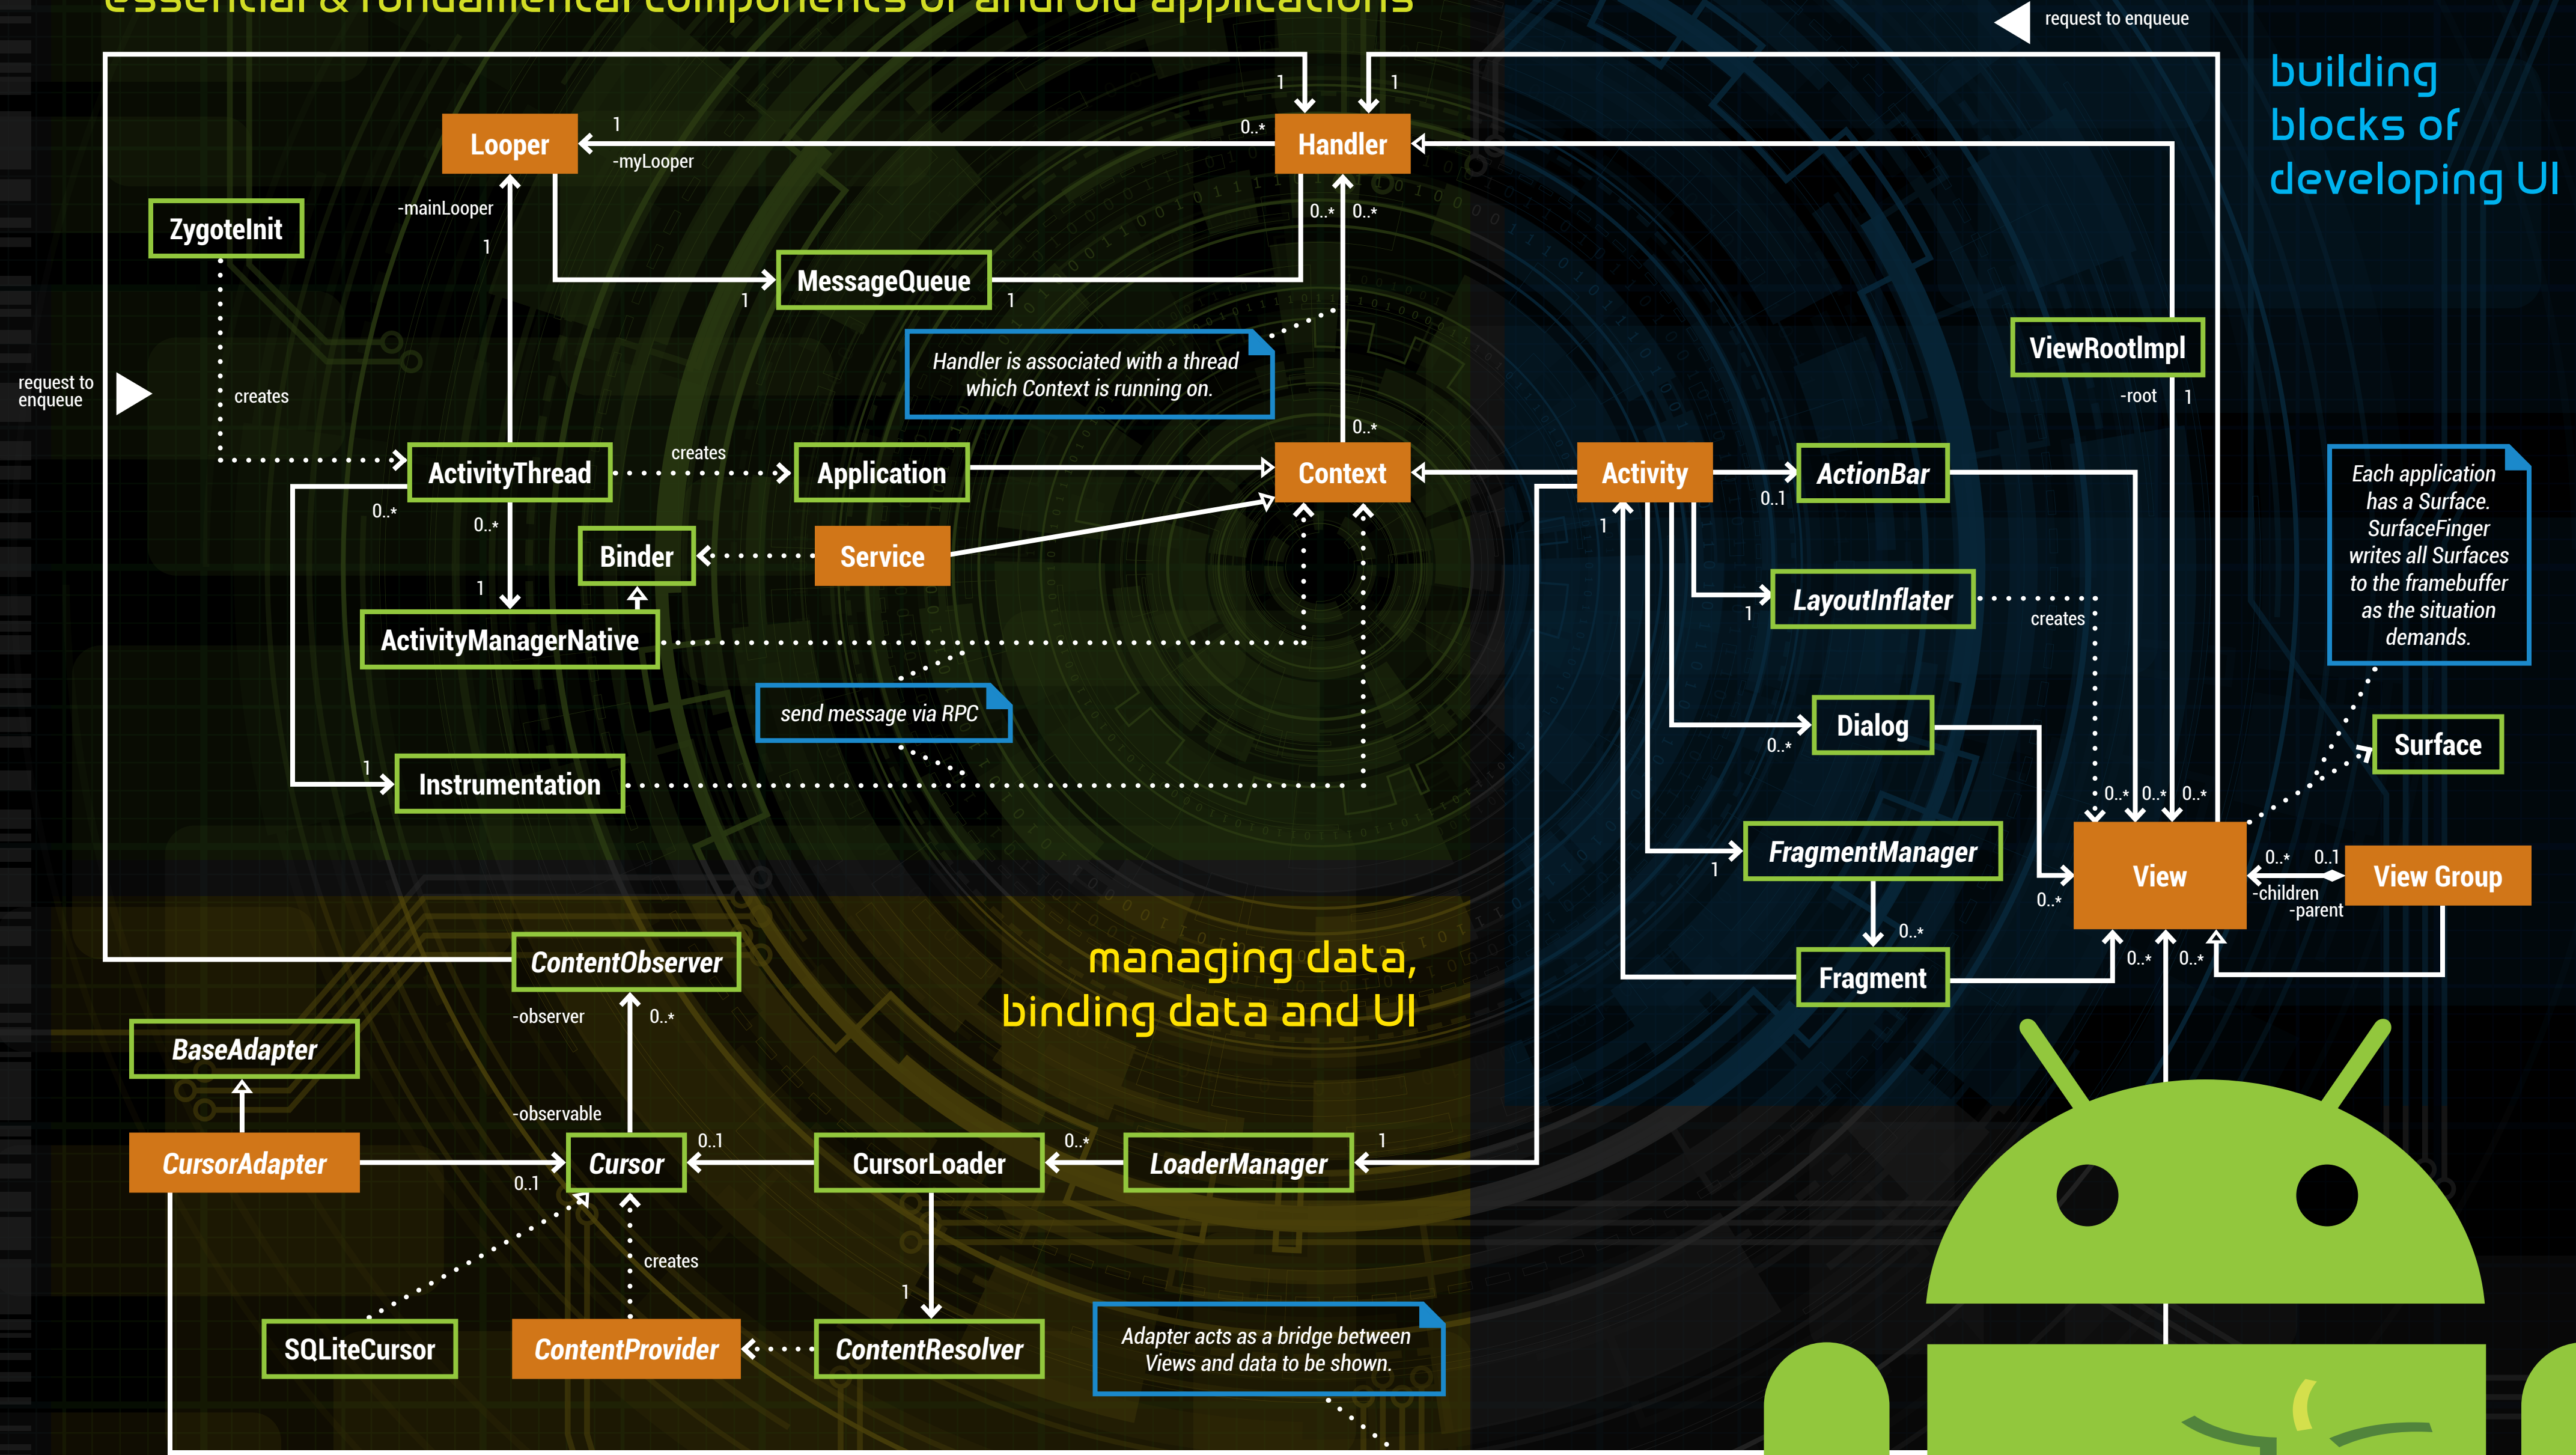 essential & fundamental components of android applications
request to enqueue
building
blocks of
developing UI
1
1
Looper
1
-myLooper
0..*
Handler
-mainLooper
1
0..*
0..*
ZygoteInit
MessageQueue
1
1
ViewRootImpl
-root
1
Handler is associated with a thread
which Context is running on.
request to
enqueue
creates
0..*
ActivityThread
creates
Application
Context
Activity
0..1
ActionBar
Each application
has a Surface.
SurfaceFinger
writes all Surfaces
to the framebuffer
as the situation
demands.
0..*
0..*
1
Binder
Service
1
LayoutInflater
1
creates
ActivityManagerNative
send message via RPC
Dialog
0..*
Surface
1
Instrumentation
0..*
0..*
0..*
FragmentManager
1
View
0..*
0..*
0..1
-children
-parent
View Group
0..*
Fragment
0..*
0..*
ContentObserver
managing data,
binding data and UI
-observer
0..*
BaseAdapter
-observable
CursorAdapter
0..1
Cursor
0..1
CursorLoader
0..*
LoaderManager
1
creates
1
SQLiteCursor
ContentProvider
ContentResolver
Adapter acts as a bridge between
Views and data to be shown.